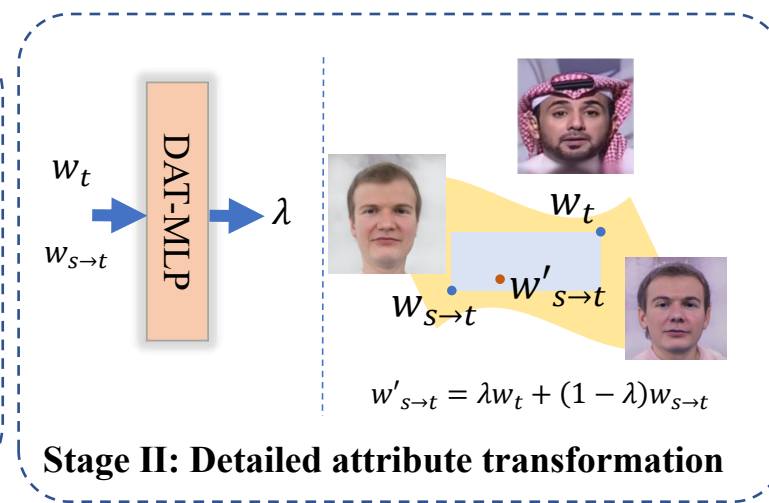 w_t
w_{s→t}
DAT-MLP
λ
w_t
w_{s→t}
w'_{s→t}
w'_{s→t} = λw_t + (1 − λ)w_{s→t}
Stage II: Detailed attribute transformation